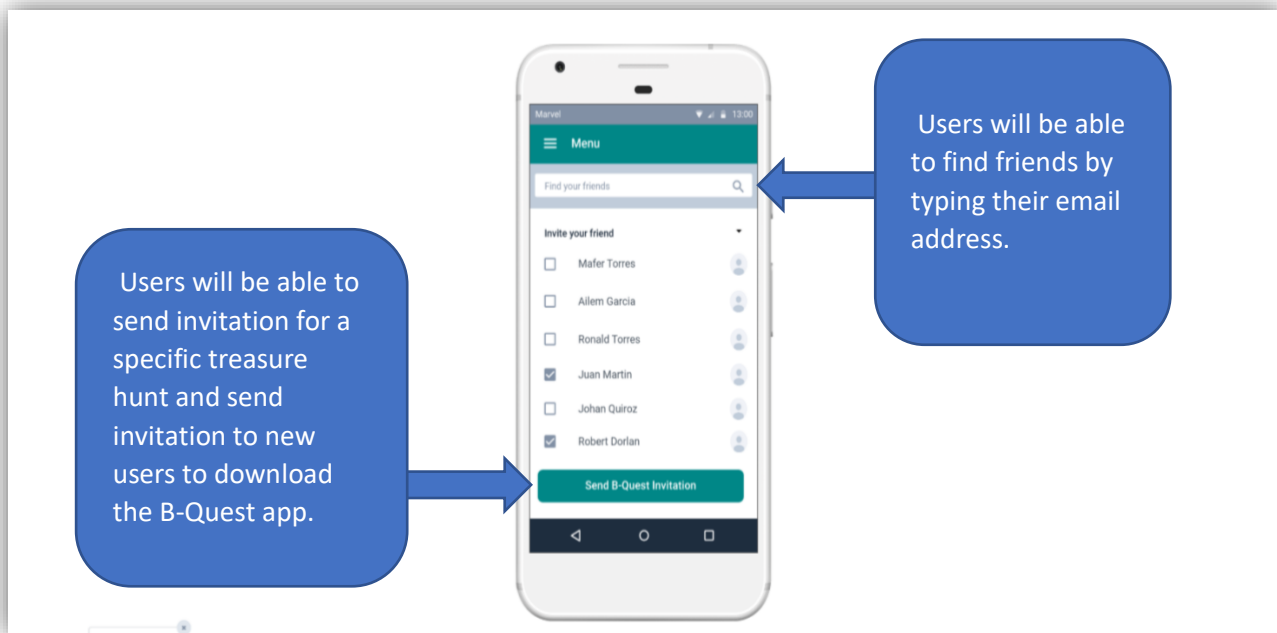 Marvel 13:00
Menu
Find your friends
Invite your friend
Mafer Torres
Ailem Garcia
Ronald Torres
Juan Martin
Johan Quiroz
Robert Dorlan
Send B-Quest Invitation
Users will be able to
send invitation for a
specific treasure
hunt and send
invitation to new
users to download
the B-Quest app.
Users will be able
to find friends by
typing their email
address.